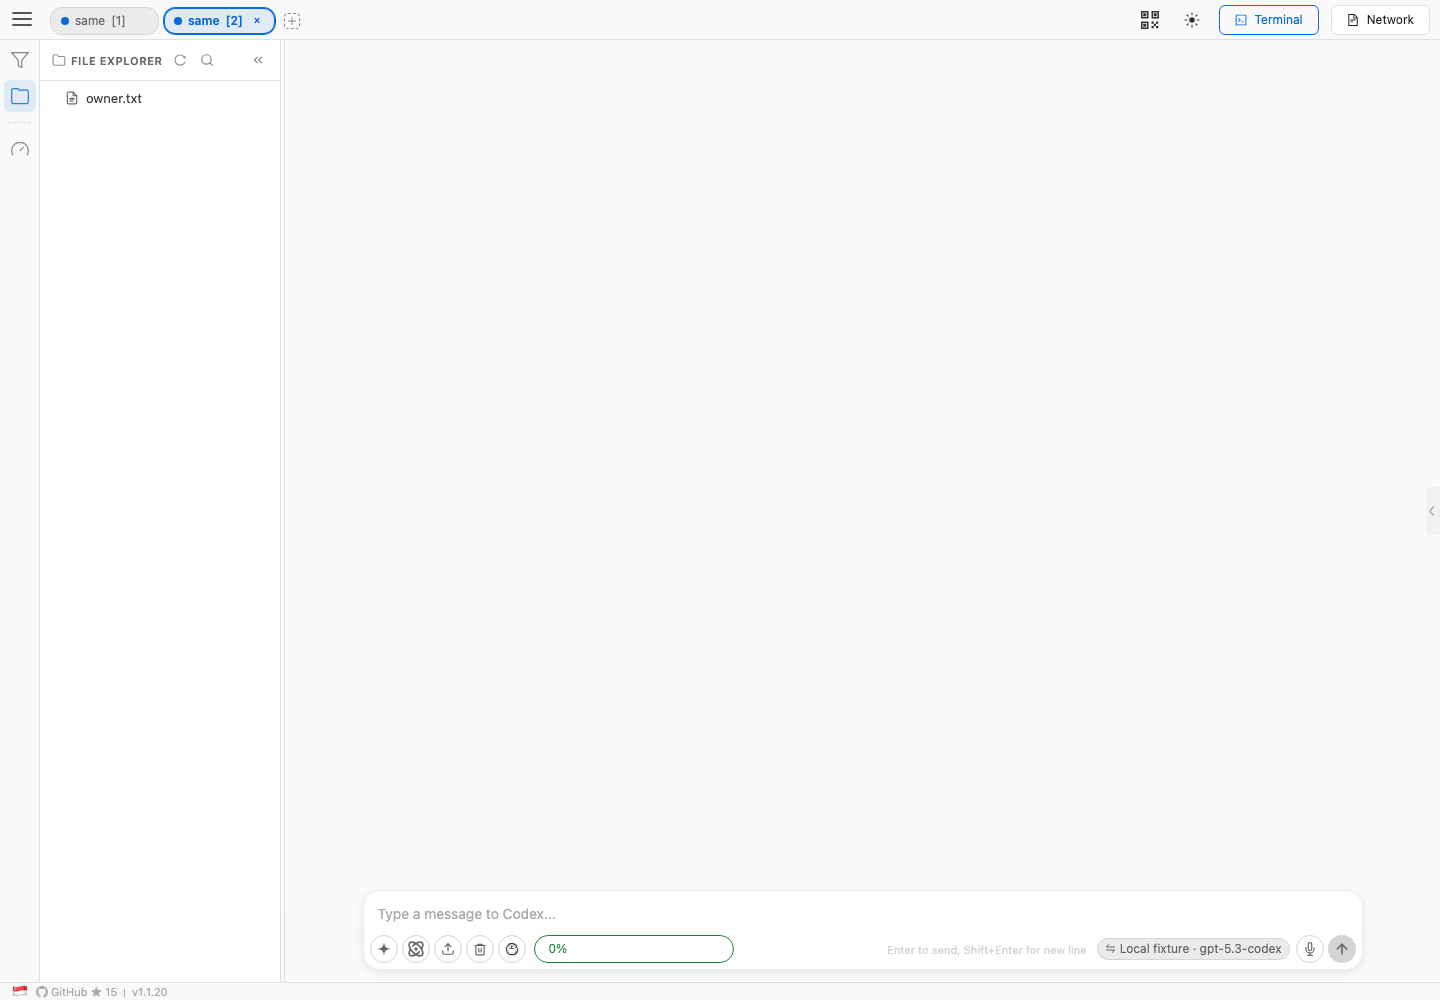 same [1]
same [2] ×
Terminal
Network
FILE EXPLORER
owner.txt
Type a message to Codex...
0%
Enter to send, Shift+Enter for new line
Local fixture · gpt-5.3-codex
GitHub ★ 15 | v1.1.20